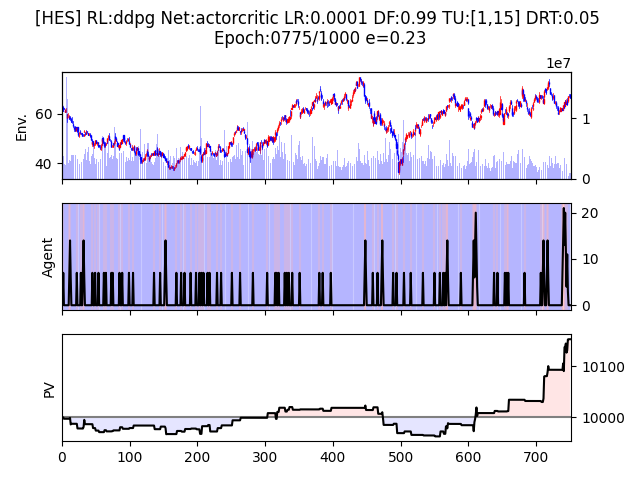 [HES] RL:ddpg Net:actorcritic LR:0.0001 DF:0.99 TU:[1,15] DRT:0.05
Epoch:0775/1000 e=0.23
1e7
Env.
60
40
1
0
Agent
20
10
0
PV
10100
10000
0 100 200 300 400 500 600 700